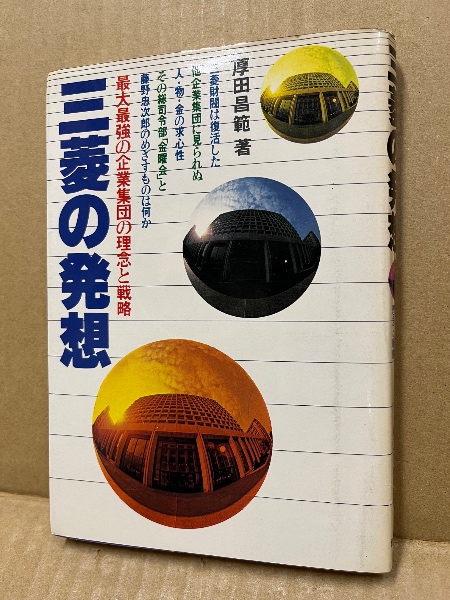 厚田昌範 著
三菱財閥は復活した
他企業集団に見られぬ
人・物・金の求心性
その総司令部「金曜会」と
藤野忠次郎のめざすものは何か
最大最強の企業集団の理念と戦略
三菱の発想